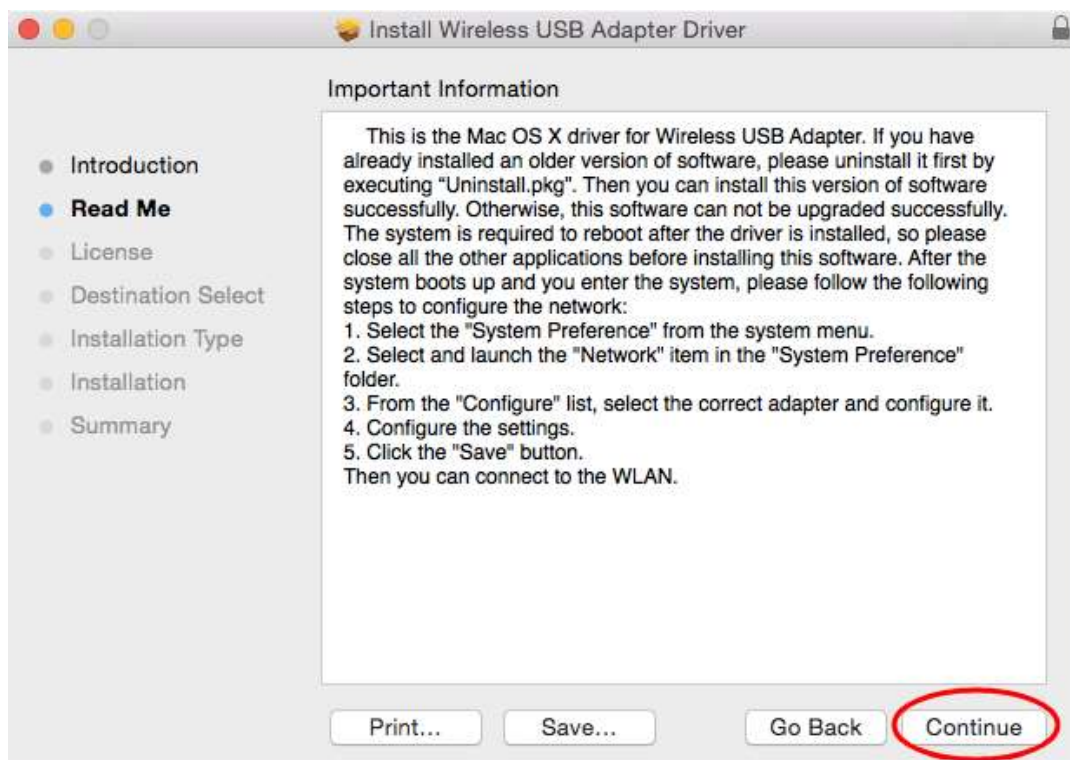 Install Wireless USB Adapter Driver
Important Information
Introduction
Read Me
License
Destination Select
Installation Type
Installation
Summary
This is the Mac OS X driver for Wireless USB Adapter. If you have
already installed an older version of software, please uninstall it first by
executing “Uninstall.pkg”. Then you can install this version of software
successfully. Otherwise, this software can not be upgraded successfully.
The system is required to reboot after the driver is installed, so please
close all the other applications before installing this software. After the
system boots up and you enter the system, please follow the following
steps to configure the network:
1. Select the "System Preference" from the system menu.
2. Select and launch the "Network" item in the "System Preference"
folder.
3. From the "Configure" list, select the correct adapter and configure it.
4. Configure the settings.
5. Click the "Save" button.
Then you can connect to the WLAN.
Print...
Save...
Go Back
Continue